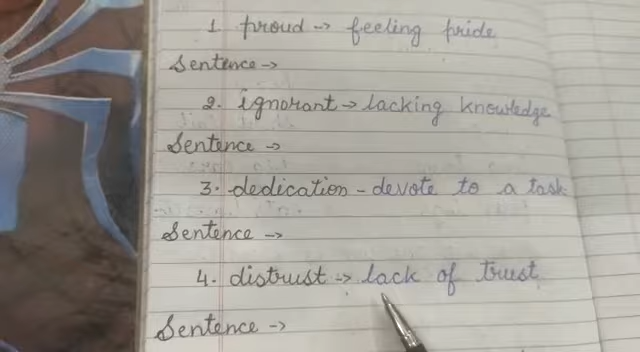 1 proud -> feeling pride
Sentence ->
2. ignorant -> lacking knowledge
Sentence ->
3. dedication - devote to a task
Sentence ->
4. distrust -> lack of trust
Sentence ->